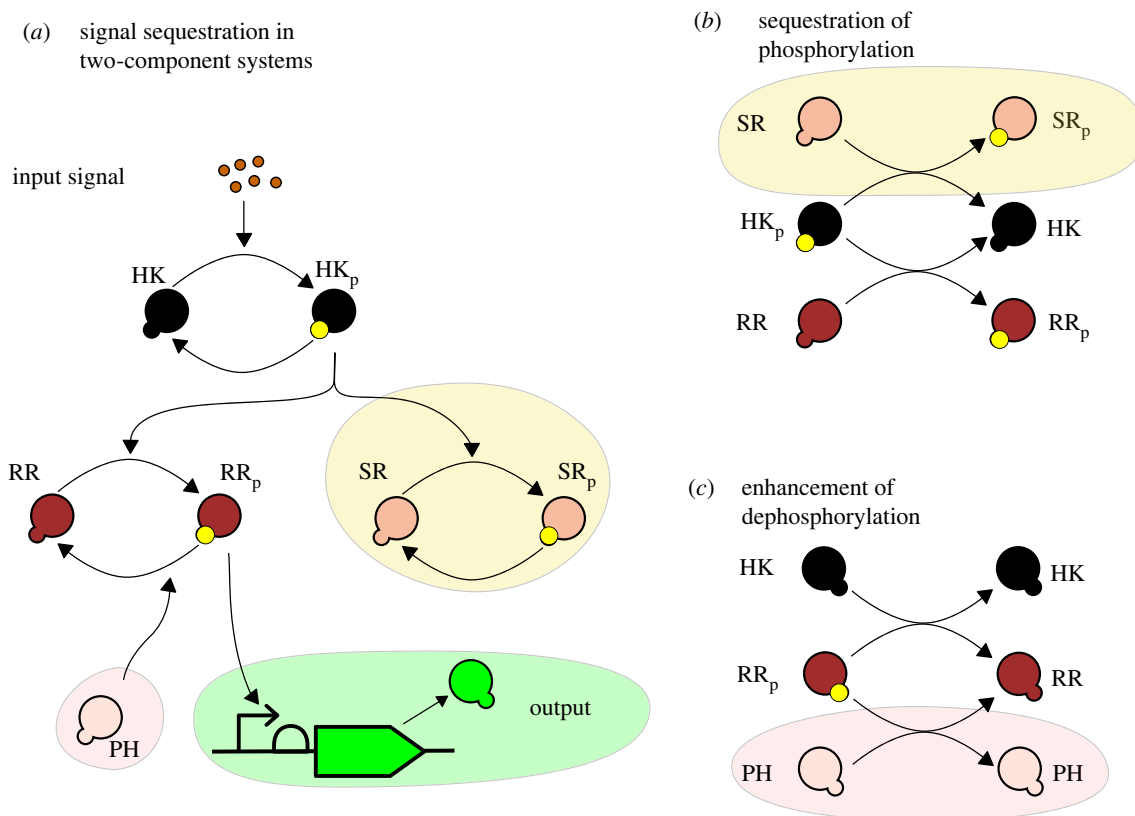 (a) signal sequestration in
two-component systems
input signal
HK
HKp
RR
RRp
SR
SRp
PH
output
(b) sequestration of
phosphorylation
SR
SRp
HKp
HK
RR
RRp
(c) enhancement of
dephosphorylation
HK
HK
RRp
RR
PH
PH